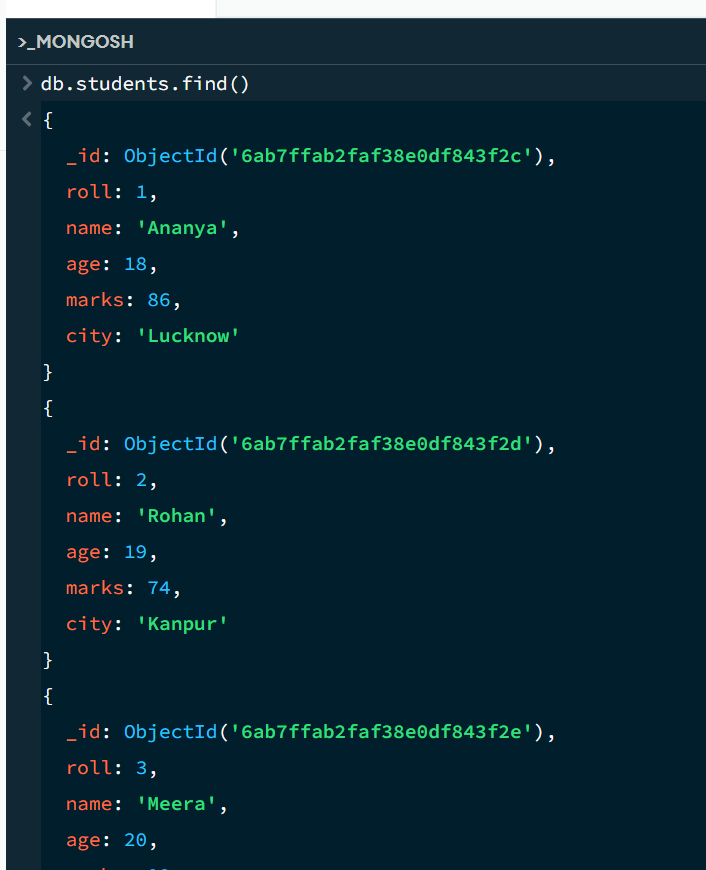 >_MONGOSH
> db.students.find()
< {
_id: ObjectId('6ab7ffab2faf38e0df843f2c'),
roll: 1,
name: 'Ananya',
age: 18,
marks: 86,
city: 'Lucknow'
}
{
_id: ObjectId('6ab7ffab2faf38e0df843f2d'),
roll: 2,
name: 'Rohan',
age: 19,
marks: 74,
city: 'Kanpur'
}
{
_id: ObjectId('6ab7ffab2faf38e0df843f2e'),
roll: 3,
name: 'Meera',
age: 20,